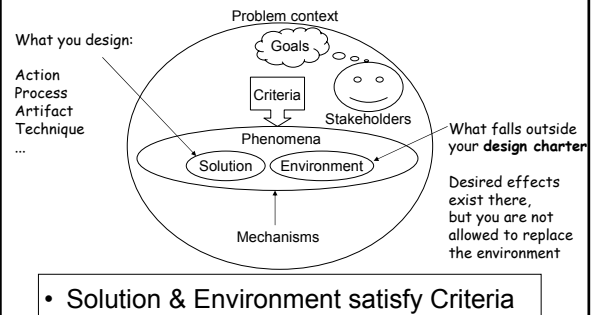 Problem context
What you design:
Goals
Action
Process
Artifact
Technique
...
Criteria
Stakeholders
Phenomena
Solution
Environment
What falls outside
your design charter
Desired effects
exist there,
but you are not
allowed to replace
the environment
Mechanisms
• Solution & Environment satisfy Criteria